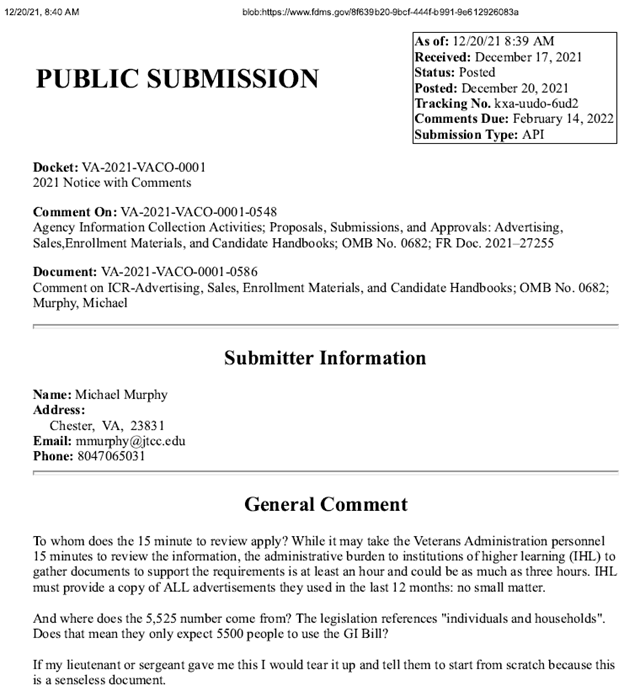 12/20/21, 8:40 AM
blob:https://www.fdms.gov/8f639b20-9bcf-444f-b991-9e612926083a
PUBLIC SUBMISSION
As of: 12/20/21 8:39 AM
Received: December 17, 2021
Status: Posted
Posted: December 20, 2021
Tracking No. kxa-uudo-6ud2
Comments Due: February 14, 2022
Submission Type: API
Docket: VA-2021-VACO-0001
2021 Notice with Comments
Comment On: VA-2021-VACO-0001-0548
Agency Information Collection Activities; Proposals, Submissions, and Approvals: Advertising,
Sales,Enrollment Materials, and Candidate Handbooks; OMB No. 0682; FR Doc. 2021–27255
Document: VA-2021-VACO-0001-0586
Comment on ICR-Advertising, Sales, Enrollment Materials, and Candidate Handbooks; OMB No. 0682;
Murphy, Michael
Submitter Information
Name: Michael Murphy
Address:
Chester, VA, 23831
Email: mmurphy@jtcc.edu
Phone: 8047065031
General Comment
To whom does the 15 minute to review apply? While it may take the Veterans Administration personnel
15 minutes to review the information, the administrative burden to institutions of higher learning (IHL) to
gather documents to support the requirements is at least an hour and could be as much as three hours. IHL
must provide a copy of ALL advertisements they used in the last 12 months: no small matter.
And where does the 5,525 number come from? The legislation references "individuals and households".
Does that mean they only expect 5500 people to use the GI Bill?
If my lieutenant or sergeant gave me this I would tear it up and tell them to start from scratch because this
is a senseless document.